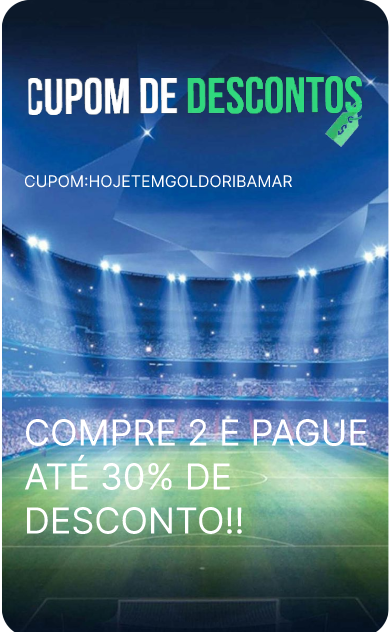 CUPOM DE DESCONTOS
CUPOM:HOJETEMGOLDORIBAMAR
COMPRE 2 E PAGUE
ATÉ 30% DE
DESCONTO!!